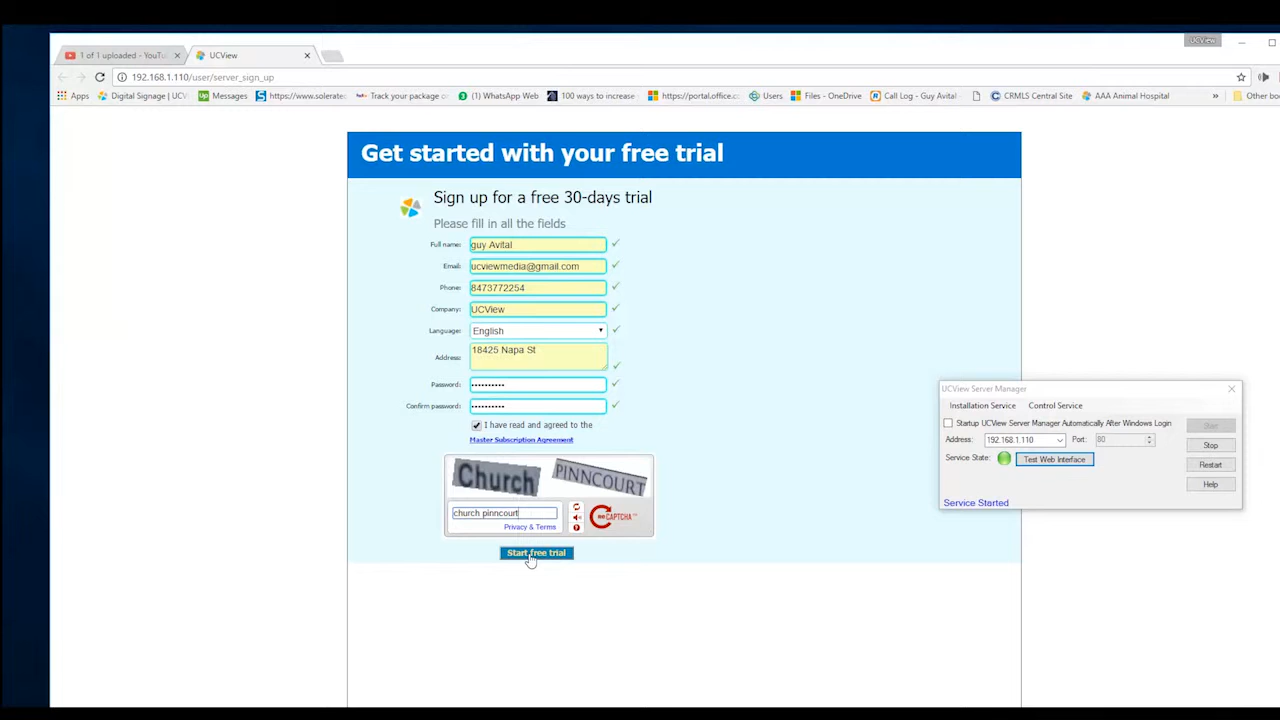 UCView
1 of 1 uploaded - YouTu
UCView
192.168.1.110/user/server_sign_up
Apps
Digital Signage | UCV
Messages
https://www.solerates
Track your package o
(1) WhatsApp Web
100 ways to increase
https://portal.office.c
Users
Files - OneDrive
Call Log - Guy Avital -
CRMLS Central Site
AAA Animal Hospital
»
Other bo
Get started with your free trial
Sign up for a free 30-days trial
Please fill in all the fields
Full name: guy Avital
Email: ucviewmedia@gmail.com
Phone: 8473772254
Company: UCView
Language: English
Address: 18425 Napa St
Password: ••••••••••
Confirm password: ••••••••••
I have read and agreed to the
Master Subscription Agreement
Church PINNCOURT
church pinncourt
Privacy & Terms
reCAPTCHA™
Start free trial
UCView Server Manager
Installation Service Control Service
Startup UCView Server Manager Automatically After Windows Login
Start
Address: 192.168.1.110 Port: 80
Stop
Service State: Test Web Interface
Restart
Help
Service Started